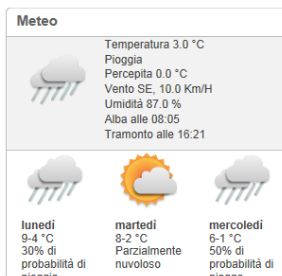 Meteo
Temperatura 3.0 °C
Pioggia
Percepita 0.0 °C
Vento SE, 10.0 Km/H
Umidità 87.0 %
Alba alle 08:05
Tramonto alle 16:21
lunedì martedì mercoledì
9-4 °C 8-2 °C 6-1 °C
30% di Parzialmente 50% di
probabilità di nuvoloso probabilità di